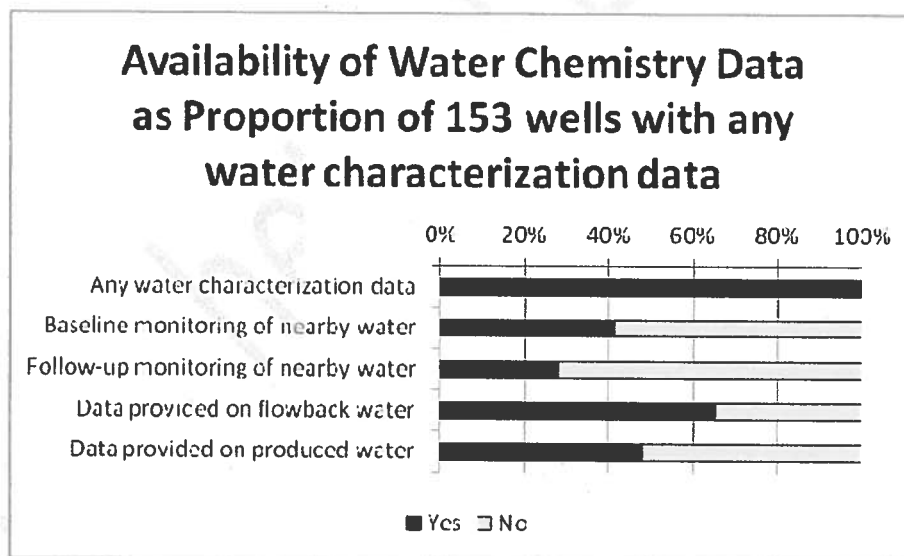 Availability of Water Chemistry Data
as Proportion of 153 wells with any
water characterization data
0% 20% 40% 60% 80% 100%
Any water characterization data
Baseline monitoring of nearby water
Follow-up monitoring of nearby water
Data provided on flowback water
Data provided on produced water
Yes No